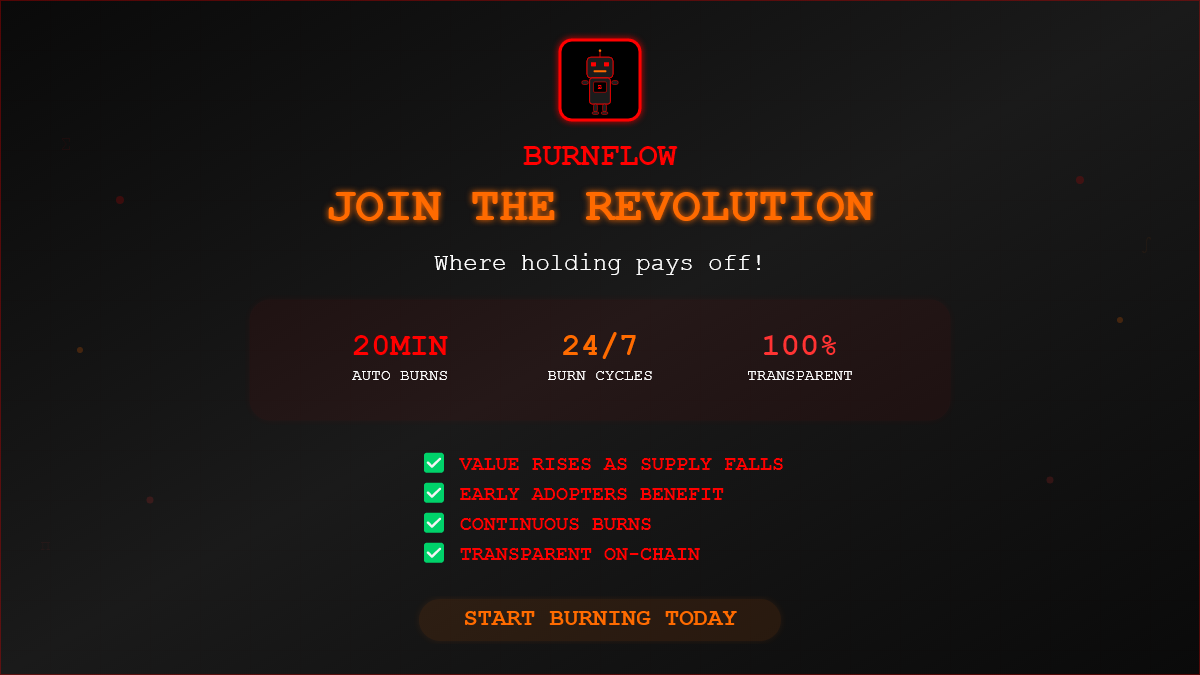 BURNFLOW
JOIN THE REVOLUTION
Where holding pays off!
20MIN
AUTO BURNS
24/7
BURN CYCLES
100%
TRANSPARENT
VALUE RISES AS SUPPLY FALLS
EARLY ADOPTERS BENEFIT
CONTINUOUS BURNS
TRANSPARENT ON-CHAIN
START BURNING TODAY